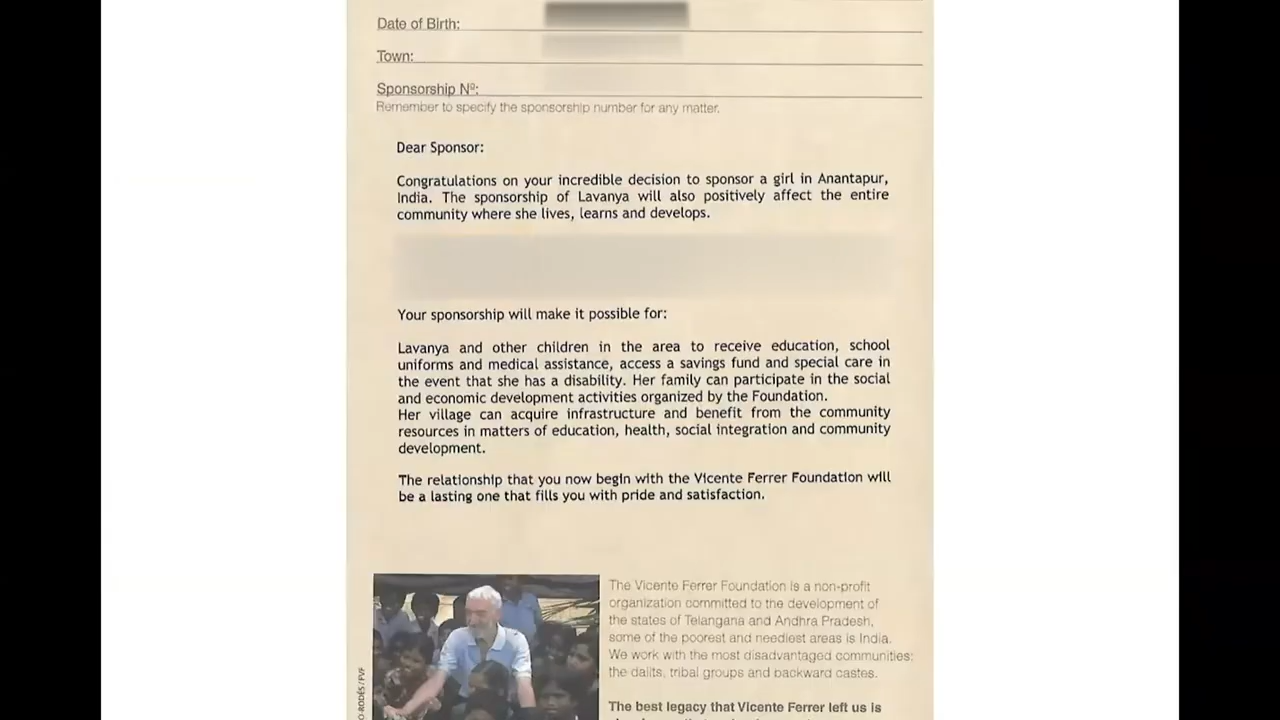 Date of Birth:
Town:
Sponsorship Nº:
Remember to specify the sponsorship number for any matter.
Dear Sponsor:
Congratulations on your incredible decision to sponsor a girl in Anantapur,
India. The sponsorship of Lavanya will also positively affect the entire
community where she lives, learns and develops.
Your sponsorship will make it possible for:
Lavanya and other children in the area to receive education, school
uniforms and medical assistance, access a savings fund and special care in
the event that she has a disability. Her family can participate in the social
and economic development activities organized by the Foundation.
Her village can acquire infrastructure and benefit from the community
resources in matters of education, health, social integration and community
development.
The relationship that you now begin with the Vicente Ferrer Foundation will
be a lasting one that fills you with pride and satisfaction.
The Vicente Ferrer Foundation is a non-profit
organization committed to the development of
the states of Telangana and Andhra Pradesh,
some of the poorest and neediest areas is India.
We work with the most disadvantaged communities:
the dalits, tribal groups and backward castes.
The best legacy that Vicente Ferrer left us is
O-RODÉS / FVF